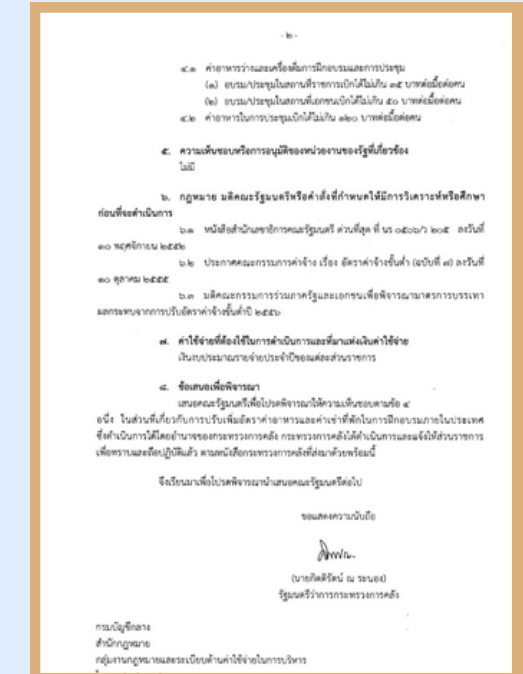 - ๒ -
๔.๑ ค่าอาหารว่างและเครื่องดื่มการฝึกอบรมและการประชุม
(๑) อบรม/ประชุมในสถานที่ราชการเบิกได้ไม่เกิน ๓๕ บาทต่อมื้อต่อคน
(๒) อบรม/ประชุมในสถานที่เอกชนเบิกได้ไม่เกิน ๕๐ บาทต่อมื้อต่อคน
๔.๒ ค่าอาหารในการประชุมเบิกได้ไม่เกิน ๑๒๐ บาทต่อมื้อต่อคน
๕. ความเห็นชอบหรือการอนุมัติของหน่วยงานของรัฐที่เกี่ยวข้อง
ไม่มี
๖. กฎหมาย มติคณะรัฐมนตรีหรือคำสั่งที่กำหนดให้มีการวิเคราะห์หรือศึกษา
ก่อนที่จะดำเนินการ
๖.๑ หนังสือสำนักเลขาธิการคณะรัฐมนตรี ด่วนที่สุด ที่ นร ๐๕๐๖/ว ๒๐๕ ลงวันที่
๓๐ พฤศจิกายน ๒๕๕๒
๖.๒ ประกาศคณะกรรมการค่าจ้าง เรื่อง อัตราค่าจ้างขั้นต่ำ (ฉบับที่ ๗) ลงวันที่
๑๐ ตุลาคม ๒๕๕๕
๖.๓ มติคณะกรรมการร่วมภาครัฐและเอกชนเพื่อพิจารณามาตรการบรรเทา
ผลกระทบจากการปรับอัตราค่าจ้างขั้นต่ำปี ๒๕๕๖
๗. ค่าใช้จ่ายที่ต้องใช้ในการดำเนินการและที่มาแห่งเงินค่าใช้จ่าย
เงินงบประมาณรายจ่ายประจำปีของแต่ละส่วนราชการ
๘. ข้อเสนอเพื่อพิจารณา
เสนอคณะรัฐมนตรีเพื่อโปรดพิจารณาให้ความเห็นชอบตามข้อ ๔
อนึ่ง ในส่วนที่เกี่ยวกับการปรับเพิ่มอัตราค่าอาหารและค่าเช่าที่พักในการฝึกอบรมภายในประเทศ
ซึ่งดำเนินการได้โดยอำนาจของกระทรวงการคลัง กระทรวงการคลังได้ดำเนินการและแจ้งให้ส่วนราชการ
เพื่อทราบและถือปฏิบัติแล้ว ตามหนังสือกระทรวงการคลังที่ส่งมาด้วยพร้อมนี้
จึงเรียนมาเพื่อโปรดพิจารณานำเสนอคณะรัฐมนตรีต่อไป
ขอแสดงความนับถือ
(นายกิตติรัตน์ ณ ระนอง)
รัฐมนตรีว่าการกระทรวงการคลัง
กรมบัญชีกลาง
สำนักกฎหมาย
กลุ่มงานกฎหมายและระเบียบด้านค่าใช้จ่ายในการบริหาร